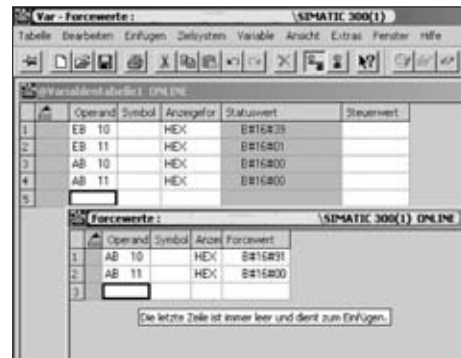 Var - Forcewerte : \SIMATIC 300(1)
Tabelle Bearbeiten Einfügen Zielsystem Variable Ansicht Extras Fenster Hilfe
@Variablentabelle1 ONLINE
Operand Symbol Anzeigefor Statuswert Steuerwert
1 EB 10 HEX B#16#39
2 EB 11 HEX B#16#01
3 AB 10 HEX B#16#00
4 AB 11 HEX B#16#00
5
Forcewerte : \SIMATIC 300(1) ONLINE
Operand Symbol Anzei Forcewert
1 AB 10 HEX B#16#91
2 AB 11 HEX B#16#00
3
Die letzte Zeile ist immer leer und dient zum Einfügen.